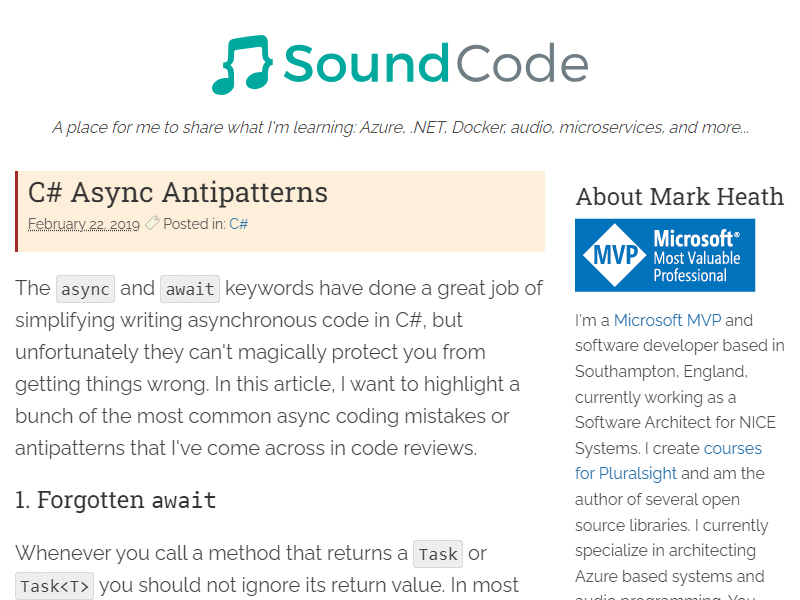 SoundCode
A place for me to share what I'm learning: Azure, .NET, Docker, audio, microservices, and more...
C# Async Antipatterns
February 22, 2019 Posted in: C#
The async and await keywords have done a great job of
simplifying writing asynchronous code in C#, but
unfortunately they can't magically protect you from
getting things wrong. In this article, I want to highlight a
bunch of the most common async coding mistakes or
antipatterns that I've come across in code reviews.
1. Forgotten await
Whenever you call a method that returns a Task or
Task<T> you should not ignore its return value. In most
About Mark Heath
MVP
Microsoft®
Most Valuable
Professional
I'm a Microsoft MVP and
software developer based in
Southampton, England,
currently working as a
Software Architect for NICE
Systems. I create courses
for Pluralsight and am the
author of several open
source libraries. I currently
specialize in architecting
Azure based systems and
audio programming. You